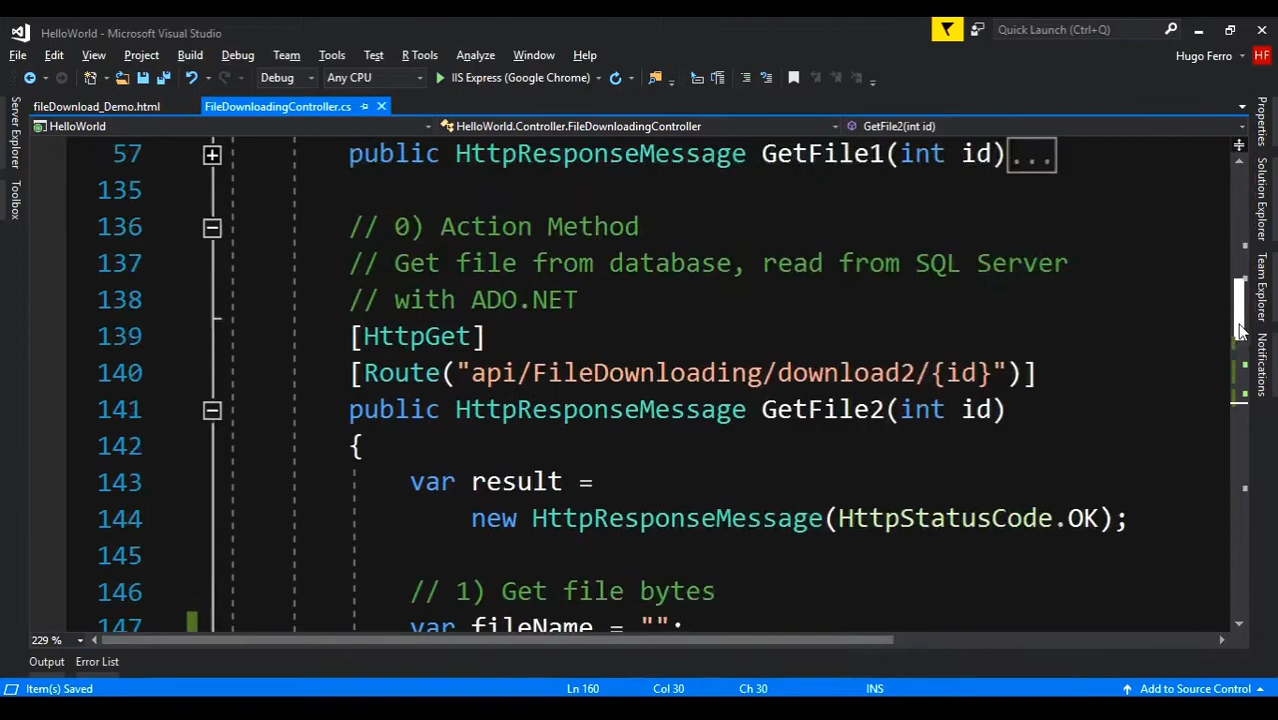 HelloWorld - Microsoft Visual Studio
Quick Launch (Ctrl+Q)
File Edit View Project Build Debug Team Tools Test R Tools Analyze Window Help
Hugo Ferro HF
Debug Any CPU IIS Express (Google Chrome)
fileDownload_Demo.html FileDownloadingController.cs
HelloWorld HelloWorld.Controller.FileDownloadingController GetFile2(int id)
Server Explorer
Toolbox
57 public HttpResponseMessage GetFile1(int id)...
135
136 // 0) Action Method
137 // Get file from database, read from SQL Server
138 // with ADO.NET
139 [HttpGet]
140 [Route("api/FileDownloading/download2/{id}")]
141 public HttpResponseMessage GetFile2(int id)
142 {
143 var result =
144 new HttpResponseMessage(HttpStatusCode.OK);
145
146 // 1) Get file bytes
147 var fileName = "";
Properties
Solution Explorer
Team Explorer
Notifications
229 %
Output Error List
Item(s) Saved Ln 160 Col 30 Ch 30 INS Add to Source Control